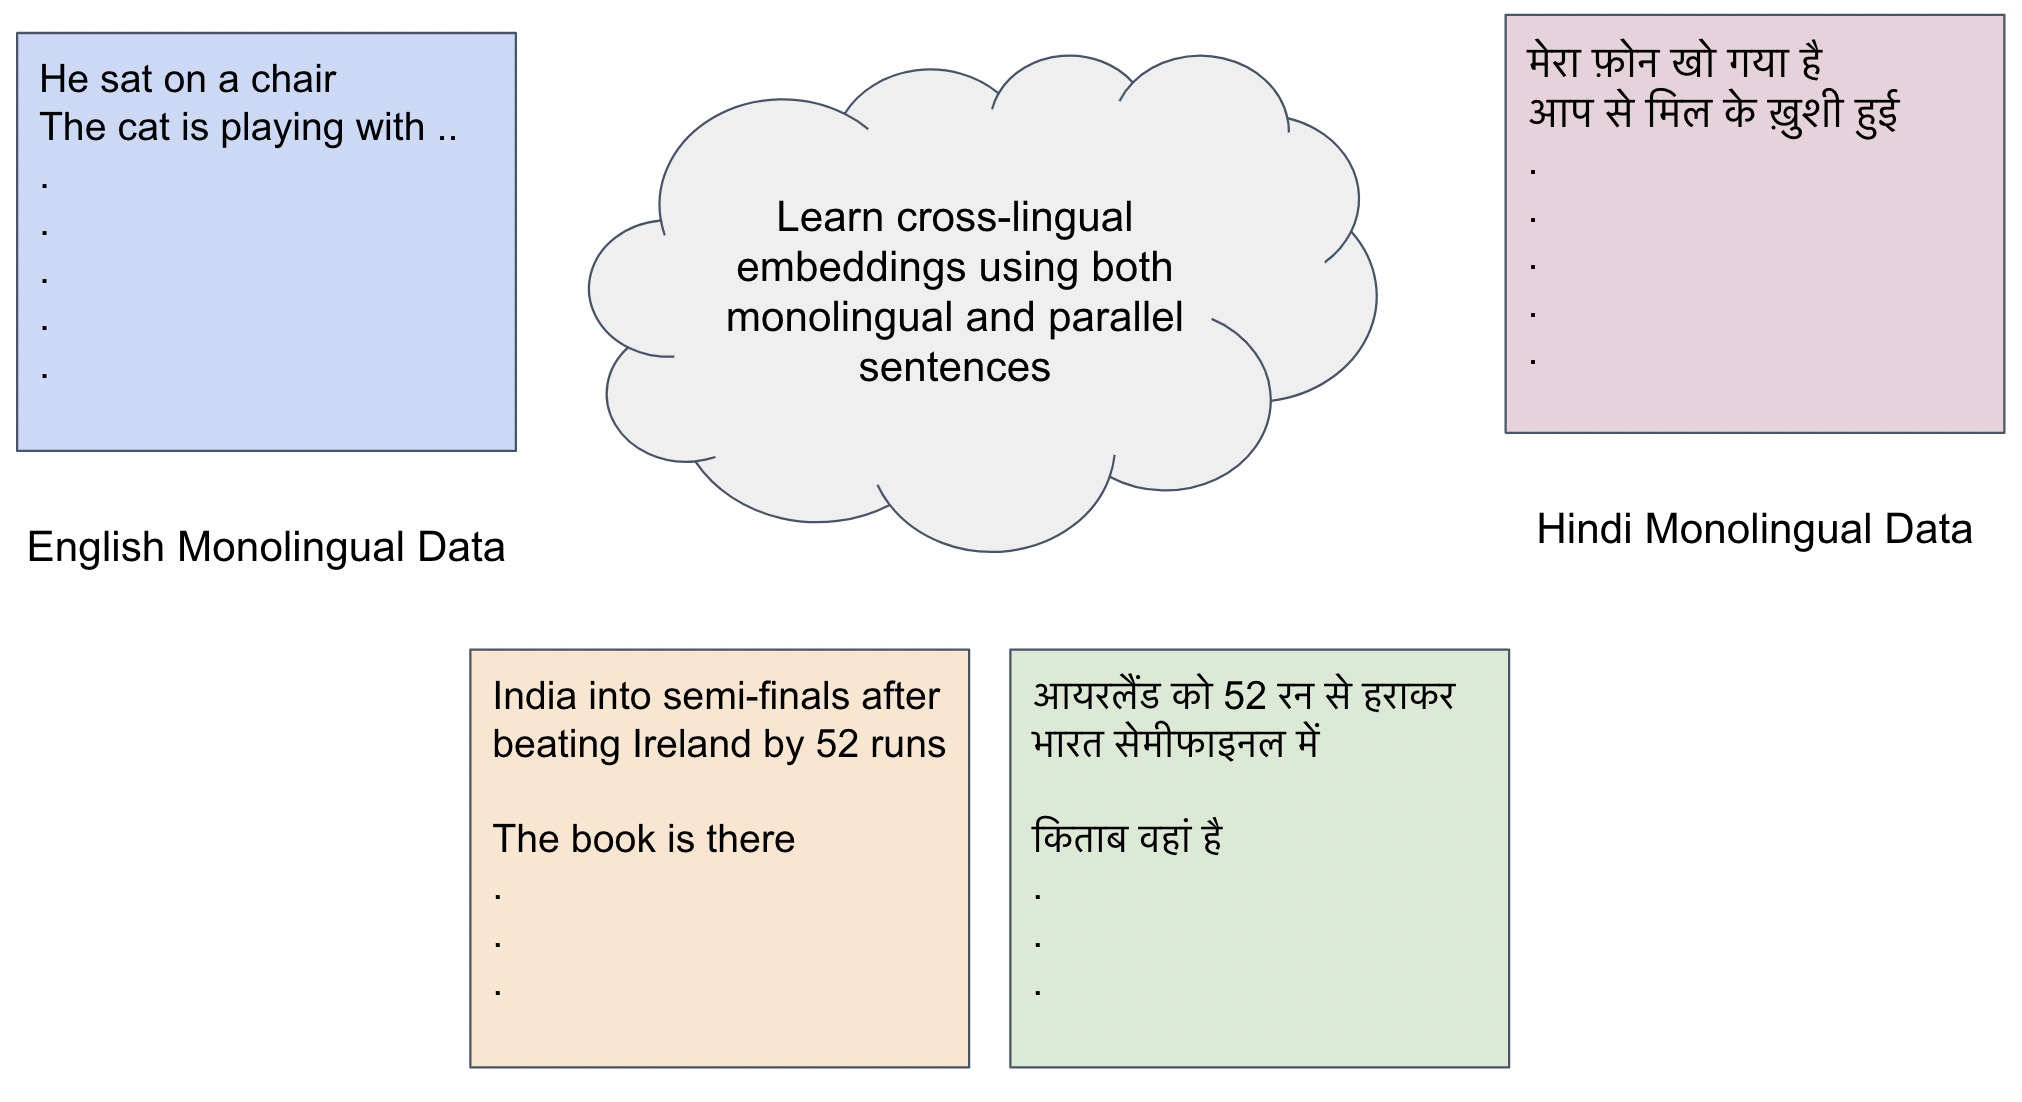 He sat on a chair
The cat is playing with ..
.
.
.
.
.
English Monolingual Data
Learn cross-lingual
embeddings using both
monolingual and parallel
sentences
मेरा फ़ोन खो गया है
आप से मिल के ख़ुशी हुई
.
.
.
.
.
Hindi Monolingual Data
India into semi-finals after
beating Ireland by 52 runs
The book is there
.
.
.
आयरलैंड को 52 रन से हराकर
भारत सेमीफाइनल में
किताब वहां है
.
.
.